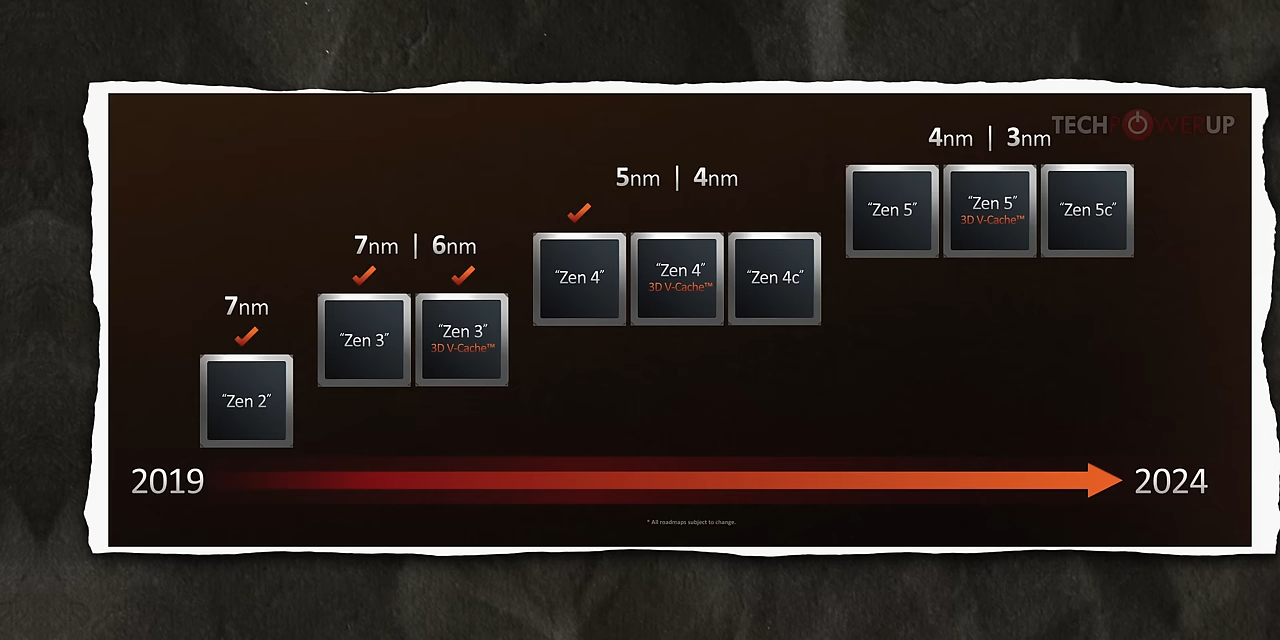 TECHPOWERUP
4nm | 3nm
"Zen 5"
"Zen 5"
3D V-Cache™
"Zen 5c"
5nm | 4nm
"Zen 4"
"Zen 4"
3D V-Cache™
"Zen 4c"
7nm | 6nm
"Zen 3"
"Zen 3"
3D V-Cache™
7nm
"Zen 2"
2019
2024
* All roadmaps subject to change.